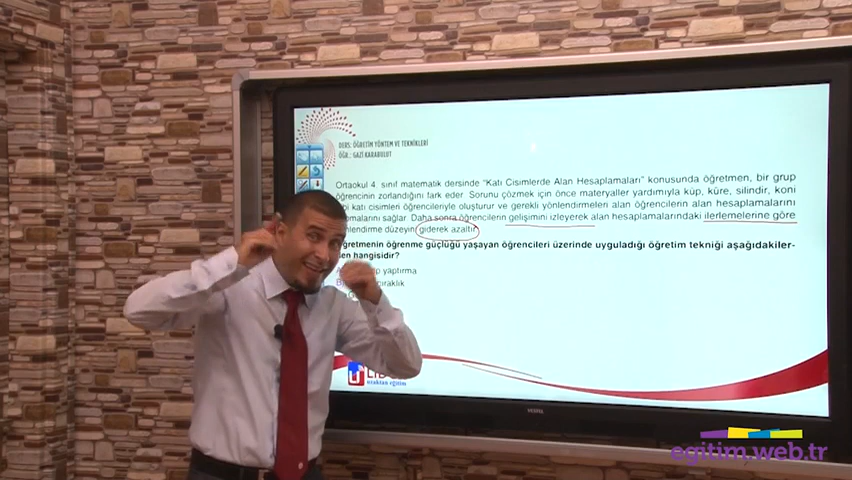 DERS: ÖĞRETİM YÖNTEM VE TEKNİKLERİ
ÖĞR.: GAZİ KARABULUT
Ortaokul 4. sınıf matematik dersinde "Katı Cisimlerde Alan Hesaplamaları" konusunda öğretmen, bir grup
öğrencinin zorlandığını fark eder. Sorunu çözmek için önce materyaller yardımıyla küp, küre, silindir, koni
katı cisimleri öğrencileriyle oluşturur ve gerekli yönlendirmeleri alan öğrencilerin alan hesaplamalarını
sağlar. Daha sonra öğrencilerin gelişimini izleyerek alan hesaplamalarındaki ilerlemelerine göre
düzeyin giderek azaltır.
öğrenme güçlüğü yaşayan öğrencileri üzerinde uyguladığı öğretim tekniği aşağıdakiler-
hangisidir?
yaptırma
çıraklık
uzaktan eğitim
VESTEL
egitim.web.tr